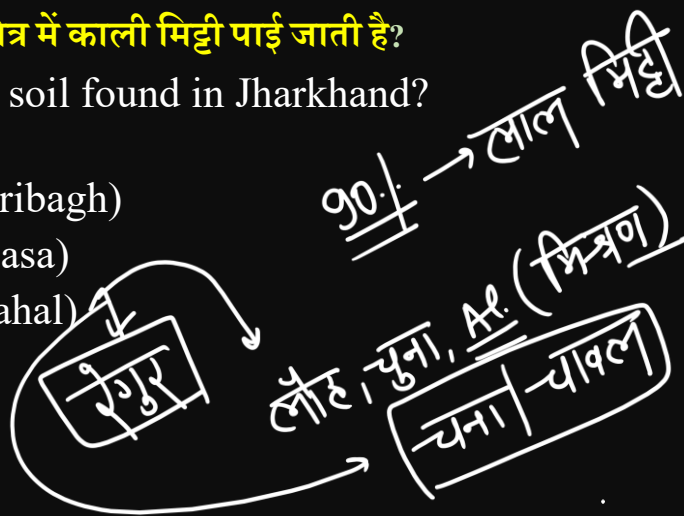 त्र में काली मिट्टी पाई जाती है?
soil found in Jharkhand?
90% → लाल मिट्टी
ribagh)
asa)
ahal)
रेगुर
लौह, चुना, Al. (मिश्रण)
चना / चावल